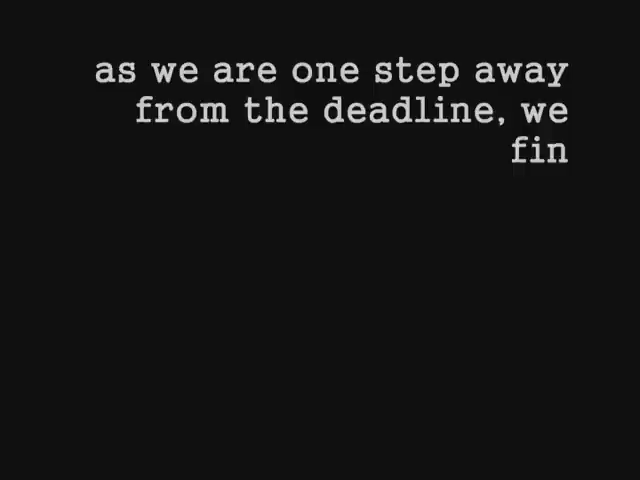 as we are one step away
from the deadline, we
fin